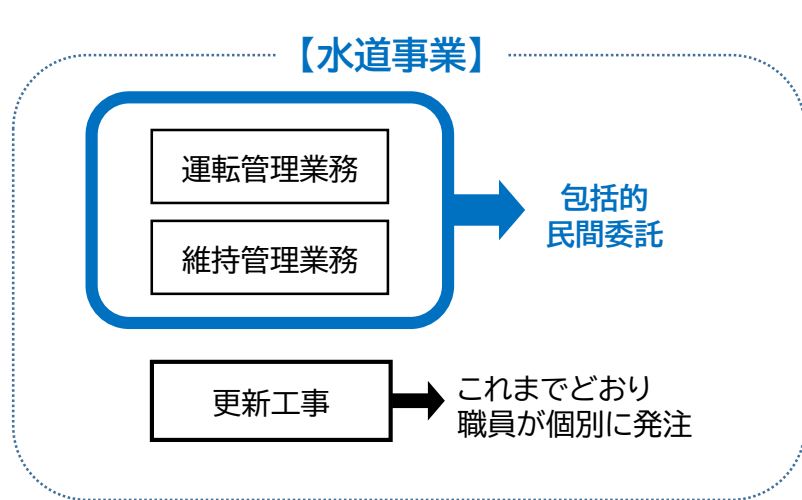 【水道事業】
運転管理業務
維持管理業務
包括的
民間委託
更新工事
これまでどおり
職員が個別に発注